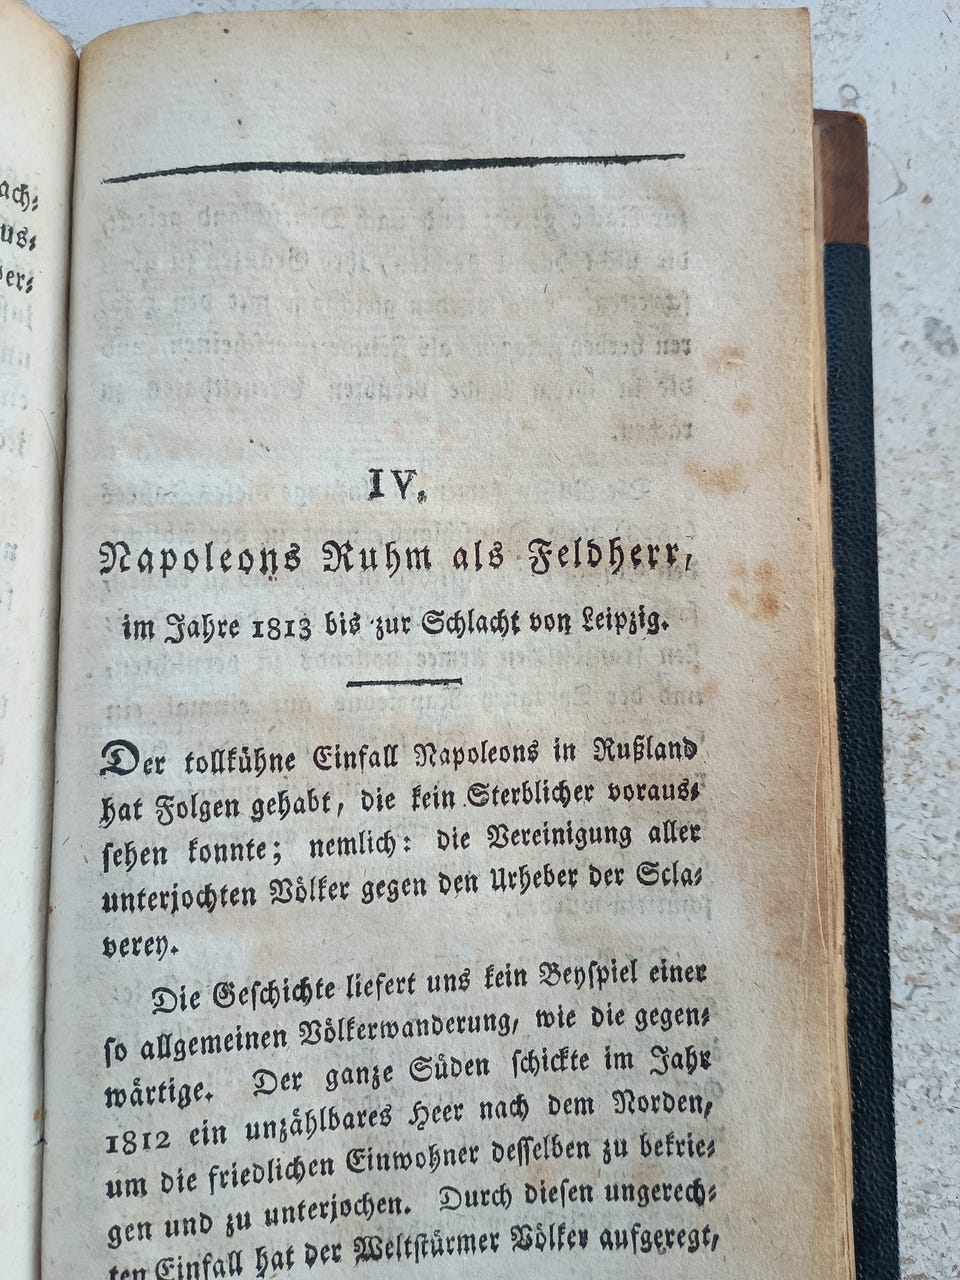 ach⸗
us⸗
der⸗
IV.
Napoleons Ruhm als Feldherr,
im Jahre 1813 bis zur Schlacht von Leipzig.
Der tollkühne Einfall Napoleons in Rußland
hat Folgen gehabt, die kein Sterblicher voraus⸗
sehen konnte; nemlich: die Vereinigung aller
unterjochten Völker gegen den Urheber der Scla⸗
verey.
Die Geschichte liefert uns kein Beyspiel einer
so allgemeinen Völkerwanderung, wie die gegen⸗
wärtige. Der ganze Süden schickte im Jahr
1812 ein unzählbares Heer nach dem Norden,
um die friedlichen Einwohner desselben zu bekrie⸗
gen und zu unterjochen. Durch diesen ungerech⸗
ten Einfall hat der Weltstürmer Völker aufgeregt,